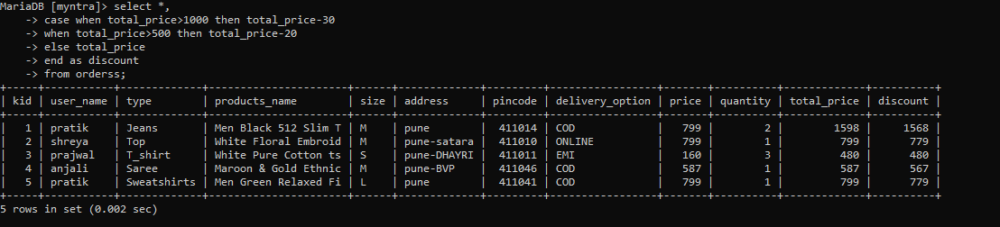 MariaDB [myntra]> select *,
    -> case when total_price>1000 then total_price-30
    -> when total_price>500 then total_price-20
    -> else total_price
    -> end as discount
    -> from orderss;
+-----+-----------+-------------+----------------------+------+-------------+---------+-----------------+-------+----------+-------------+----------+
| kid | user_name | type        | products_name        | size | address     | pincode | delivery_option | price | quantity | total_price | discount |
+-----+-----------+-------------+----------------------+------+-------------+---------+-----------------+-------+----------+-------------+----------+
|   1 | pratik    | Jeans       | Men Black 512 Slim T | M    | pune        |  411014 | COD             |   799 |        2 |        1598 |     1568 |
|   2 | shreya    | Top         | White Floral Embroid | M    | pune-satara |  411010 | ONLINE          |   799 |        1 |         799 |      779 |
|   3 | prajwal   | T_shirt     | White Pure Cotton ts | S    | pune-DHAYRI |  411011 | EMI             |   160 |        3 |         480 |      480 |
|   4 | anjali    | Saree       | Maroon & Gold Ethnic | M    | pune-BVP    |  411046 | COD             |   587 |        1 |         587 |      567 |
|   5 | pratik    | Sweatshirts | Men Green Relaxed Fi | L    | pune        |  411041 | COD             |   799 |        1 |         799 |      779 |
+-----+-----------+-------------+----------------------+------+-------------+---------+-----------------+-------+----------+-------------+----------+
5 rows in set (0.002 sec)